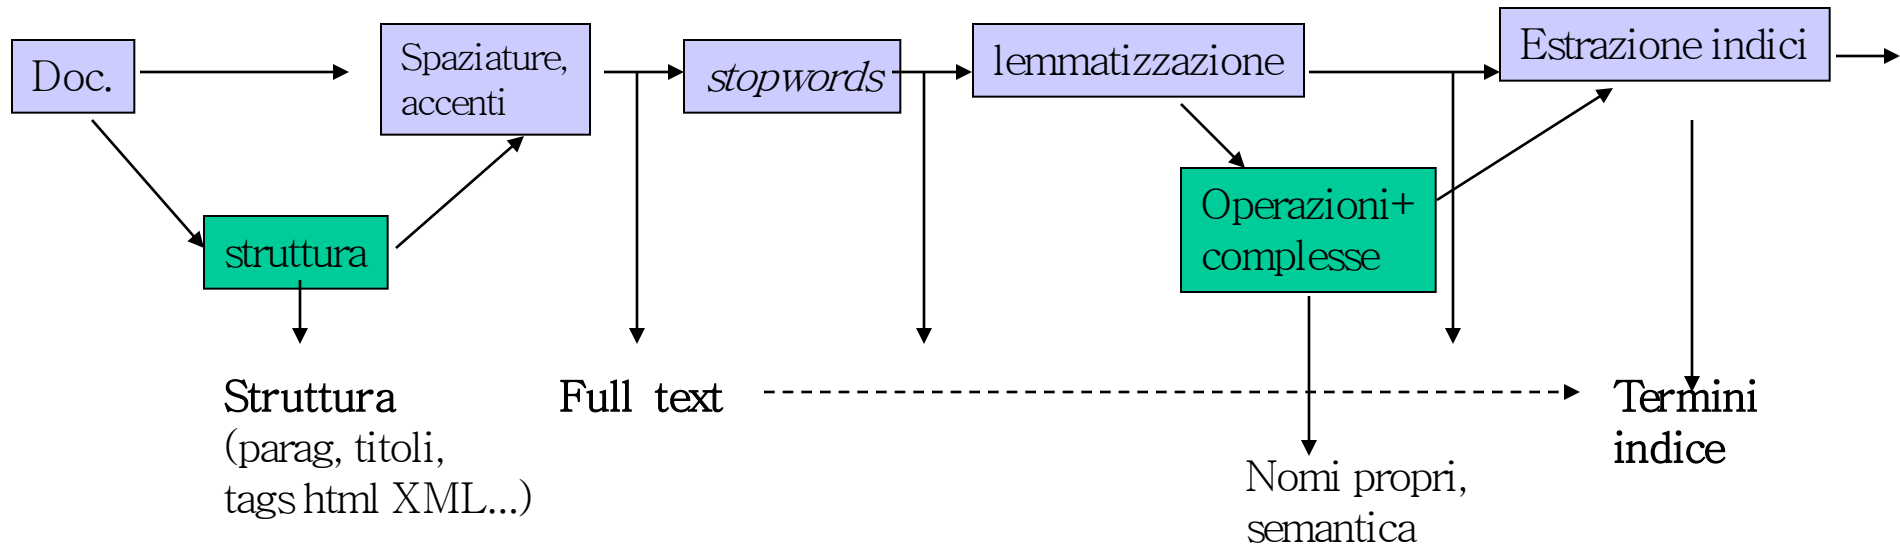 Doc.
Spaziature,
accenti
stopwords
lemmatizzazione
Estrazione indici
struttura
Operazioni+
complesse
Struttura
(parag, titoli,
tags html XML...)
Full text
Termini
indice
Nomi propri,
semantica